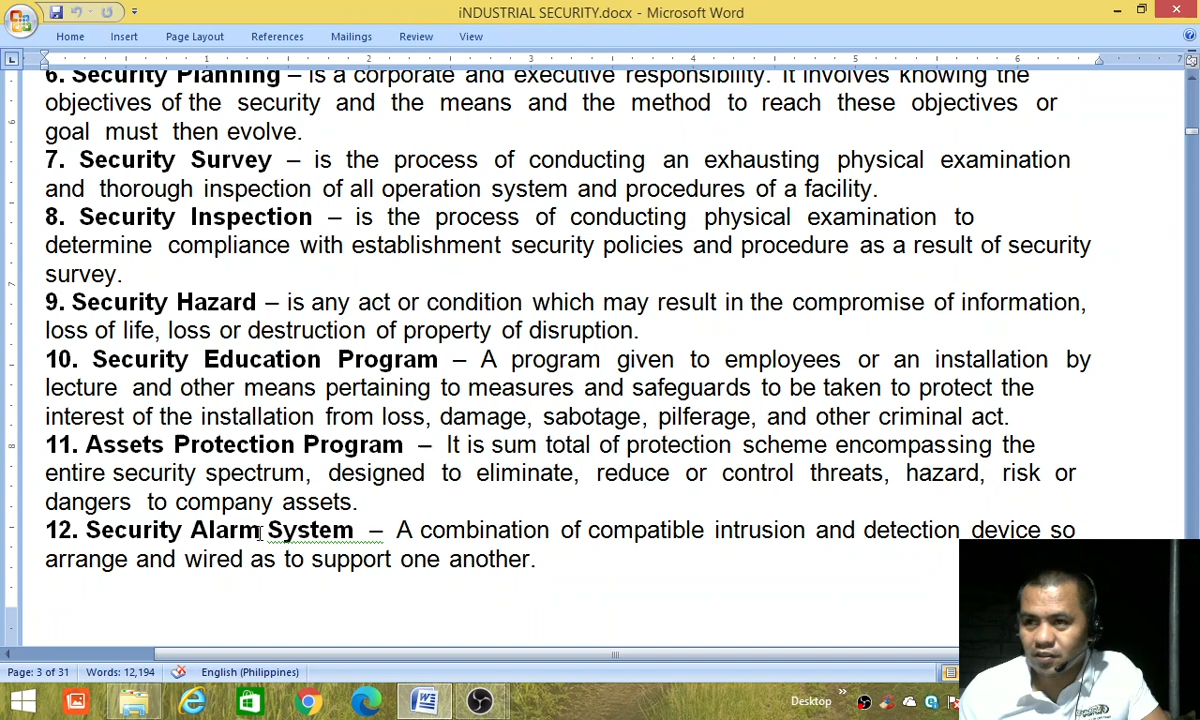 iNDUSTRIAL SECURITY.docx - Microsoft Word
Home Insert Page Layout References Mailings Review View
1 2 3 4 5 6 7
6. Security Planning – is a corporate and executive responsibility. It involves knowing the
objectives of the security and the means and the method to reach these objectives or
goal must then evolve.
7. Security Survey – is the process of conducting an exhausting physical examination
and thorough inspection of all operation system and procedures of a facility.
8. Security Inspection – is the process of conducting physical examination to
determine compliance with establishment security policies and procedure as a result of security
survey.
9. Security Hazard – is any act or condition which may result in the compromise of information,
loss of life, loss or destruction of property of disruption.
10. Security Education Program – A program given to employees or an installation by
lecture and other means pertaining to measures and safeguards to be taken to protect the
interest of the installation from loss, damage, sabotage, pilferage, and other criminal act.
11. Assets Protection Program – It is sum total of protection scheme encompassing the
entire security spectrum, designed to eliminate, reduce or control threats, hazard, risk or
dangers to company assets.
12. Security Alarm System – A combination of compatible intrusion and detection device so
arrange and wired as to support one another.
Page: 3 of 31 Words: 12,194 English (Philippines)
Desktop